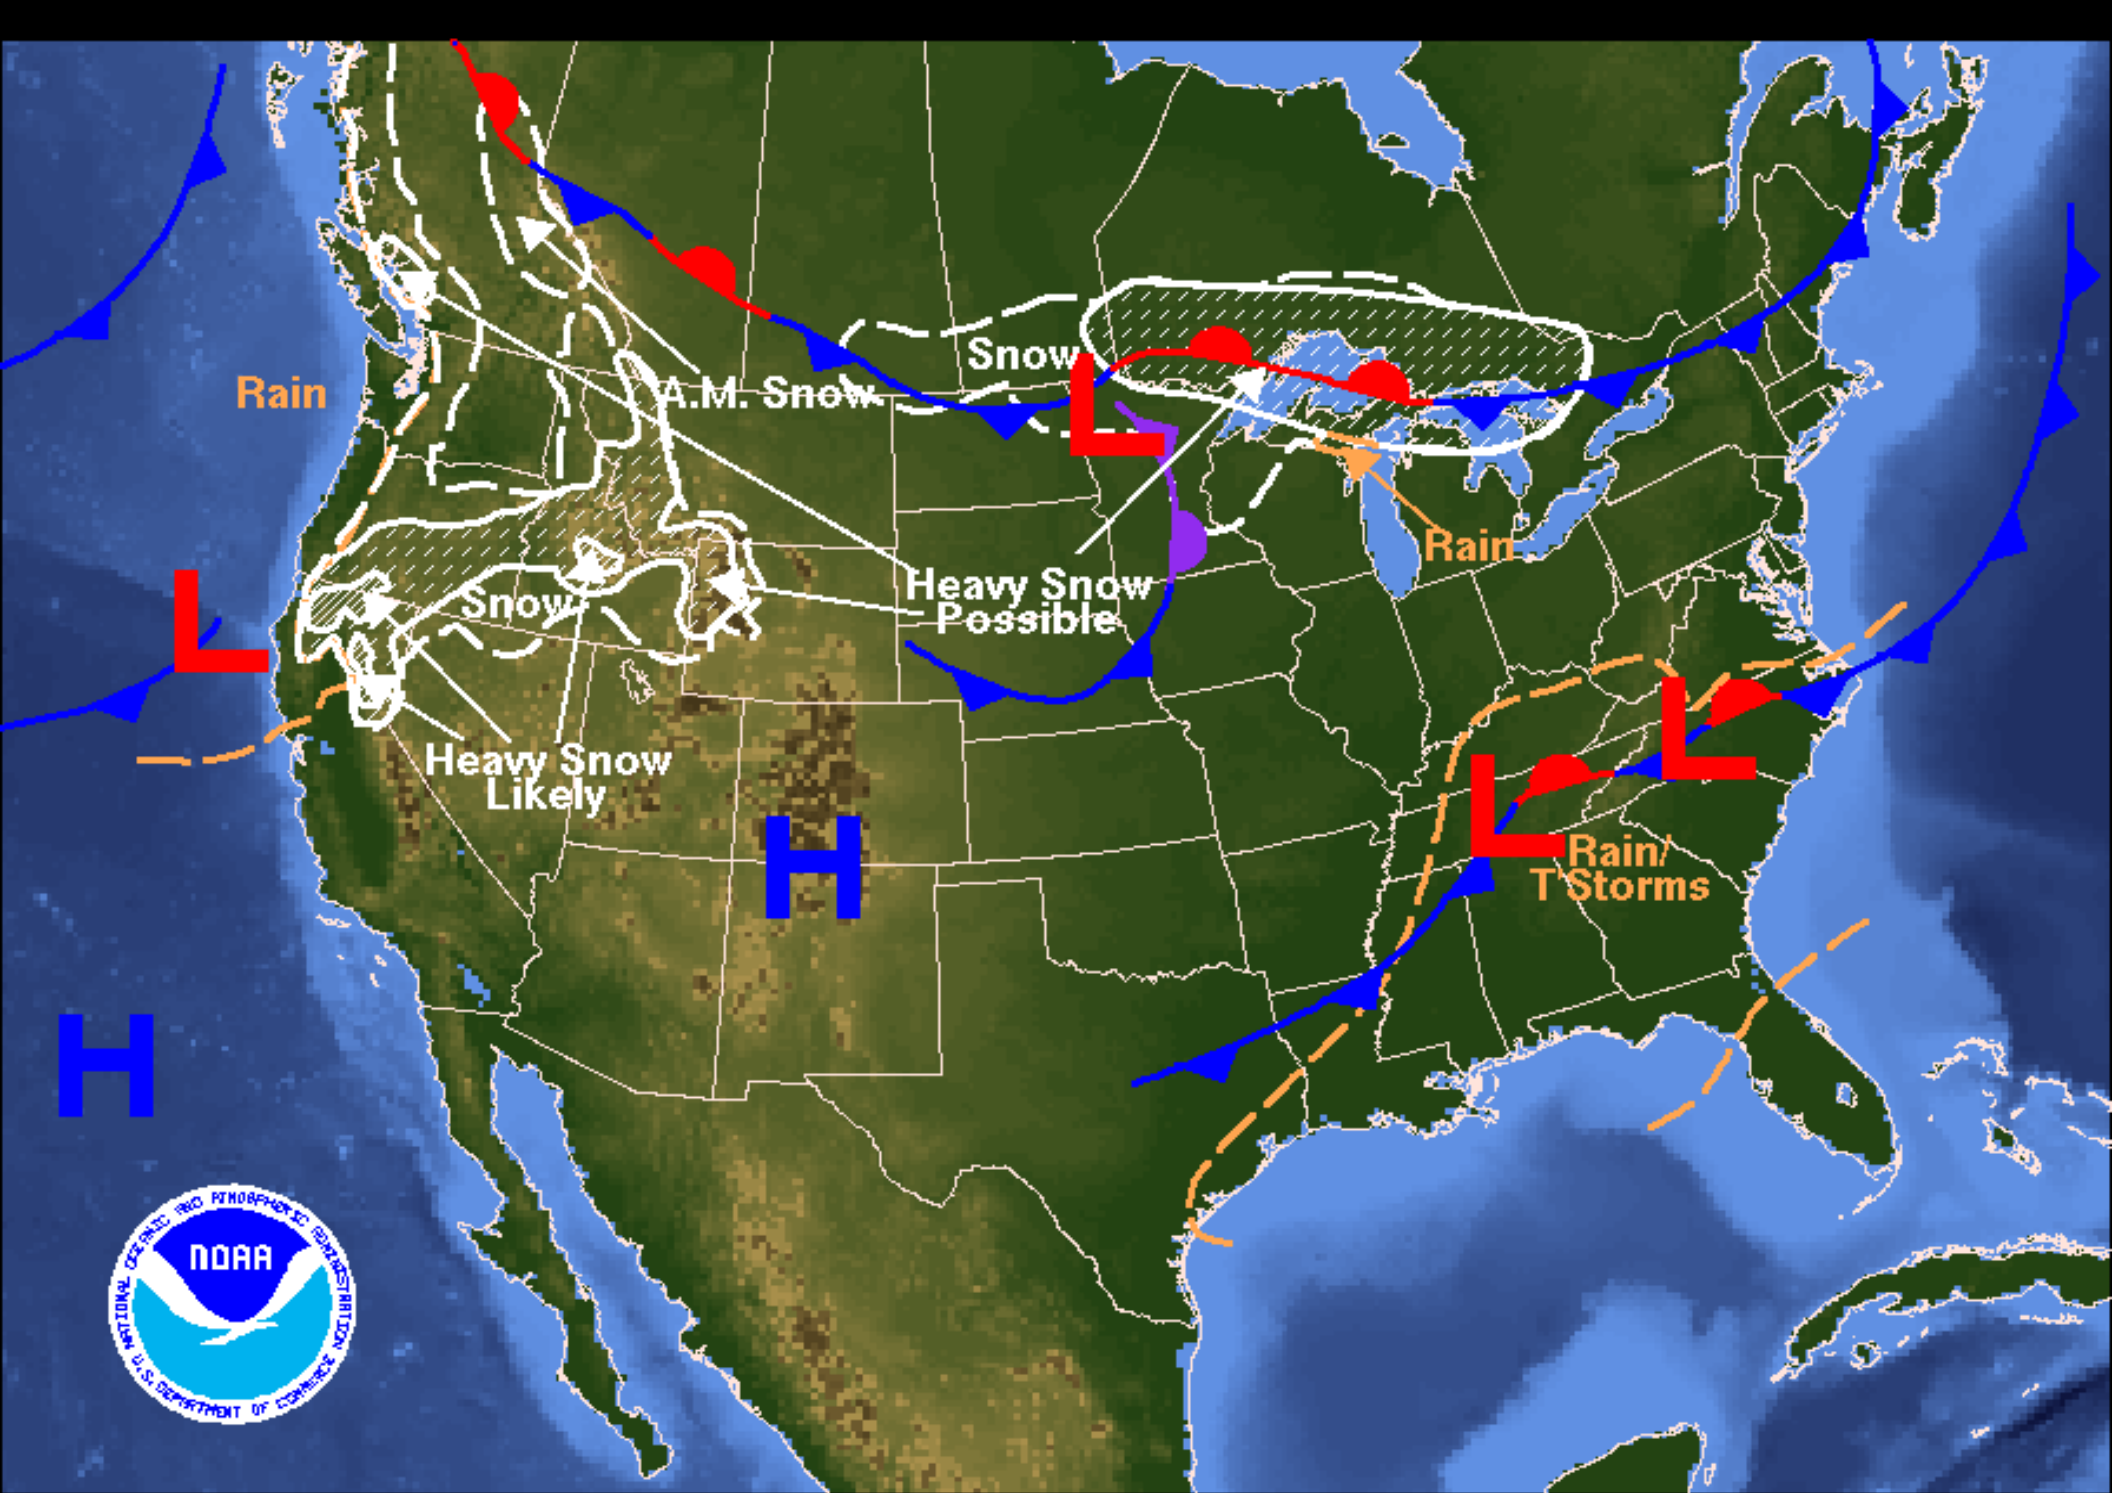 Snow
A.M. Snow
Rain
Rain
Heavy Snow
Possible
Snow
L
L
Heavy Snow
Likely
L
L
H
Rain/
T'Storms
H
NATIONAL OCEANIC AND ATMOSPHERIC ADMINISTRATION
NOAA
U.S. DEPARTMENT OF COMMERCE